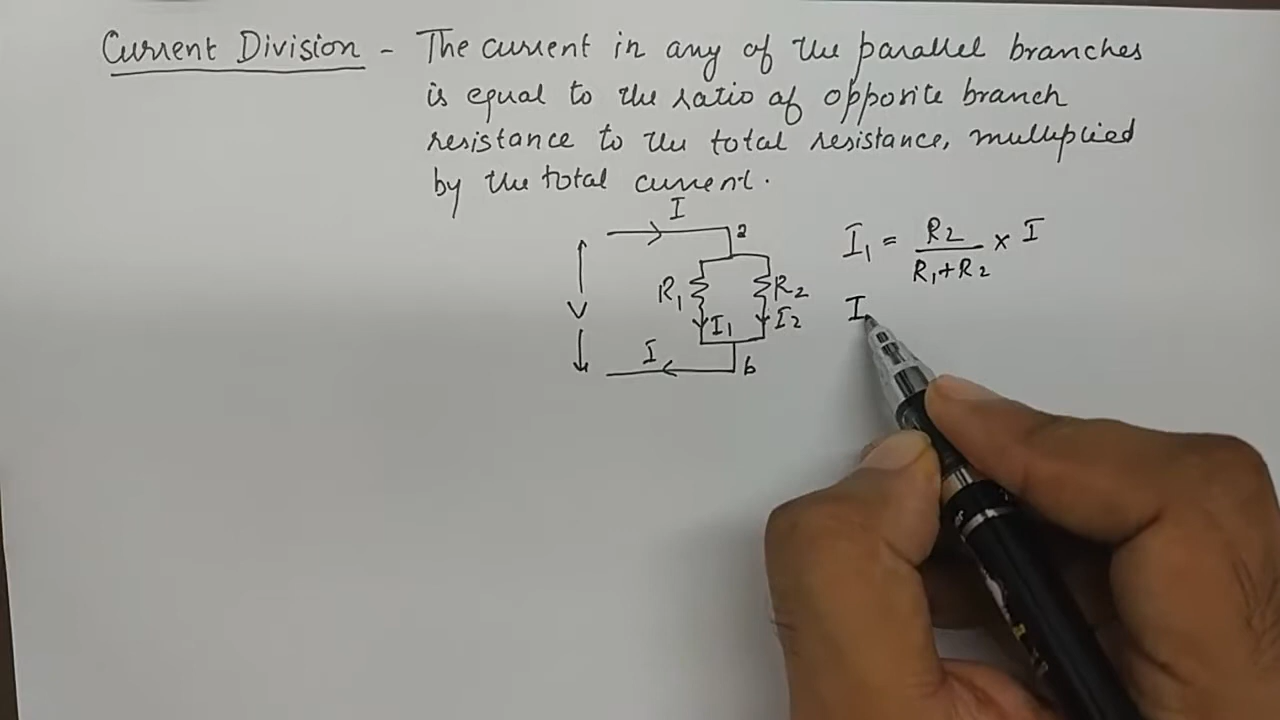 Current Division - The current in any of the parallel branches
is equal to the ratio of opposite branch
resistance to the total resistance, multiplied
by the total current.
I
a
I₁ = R₂ / (R₁+R₂) × I
R₁
R₂
V
I₁
I₂
I
I
b